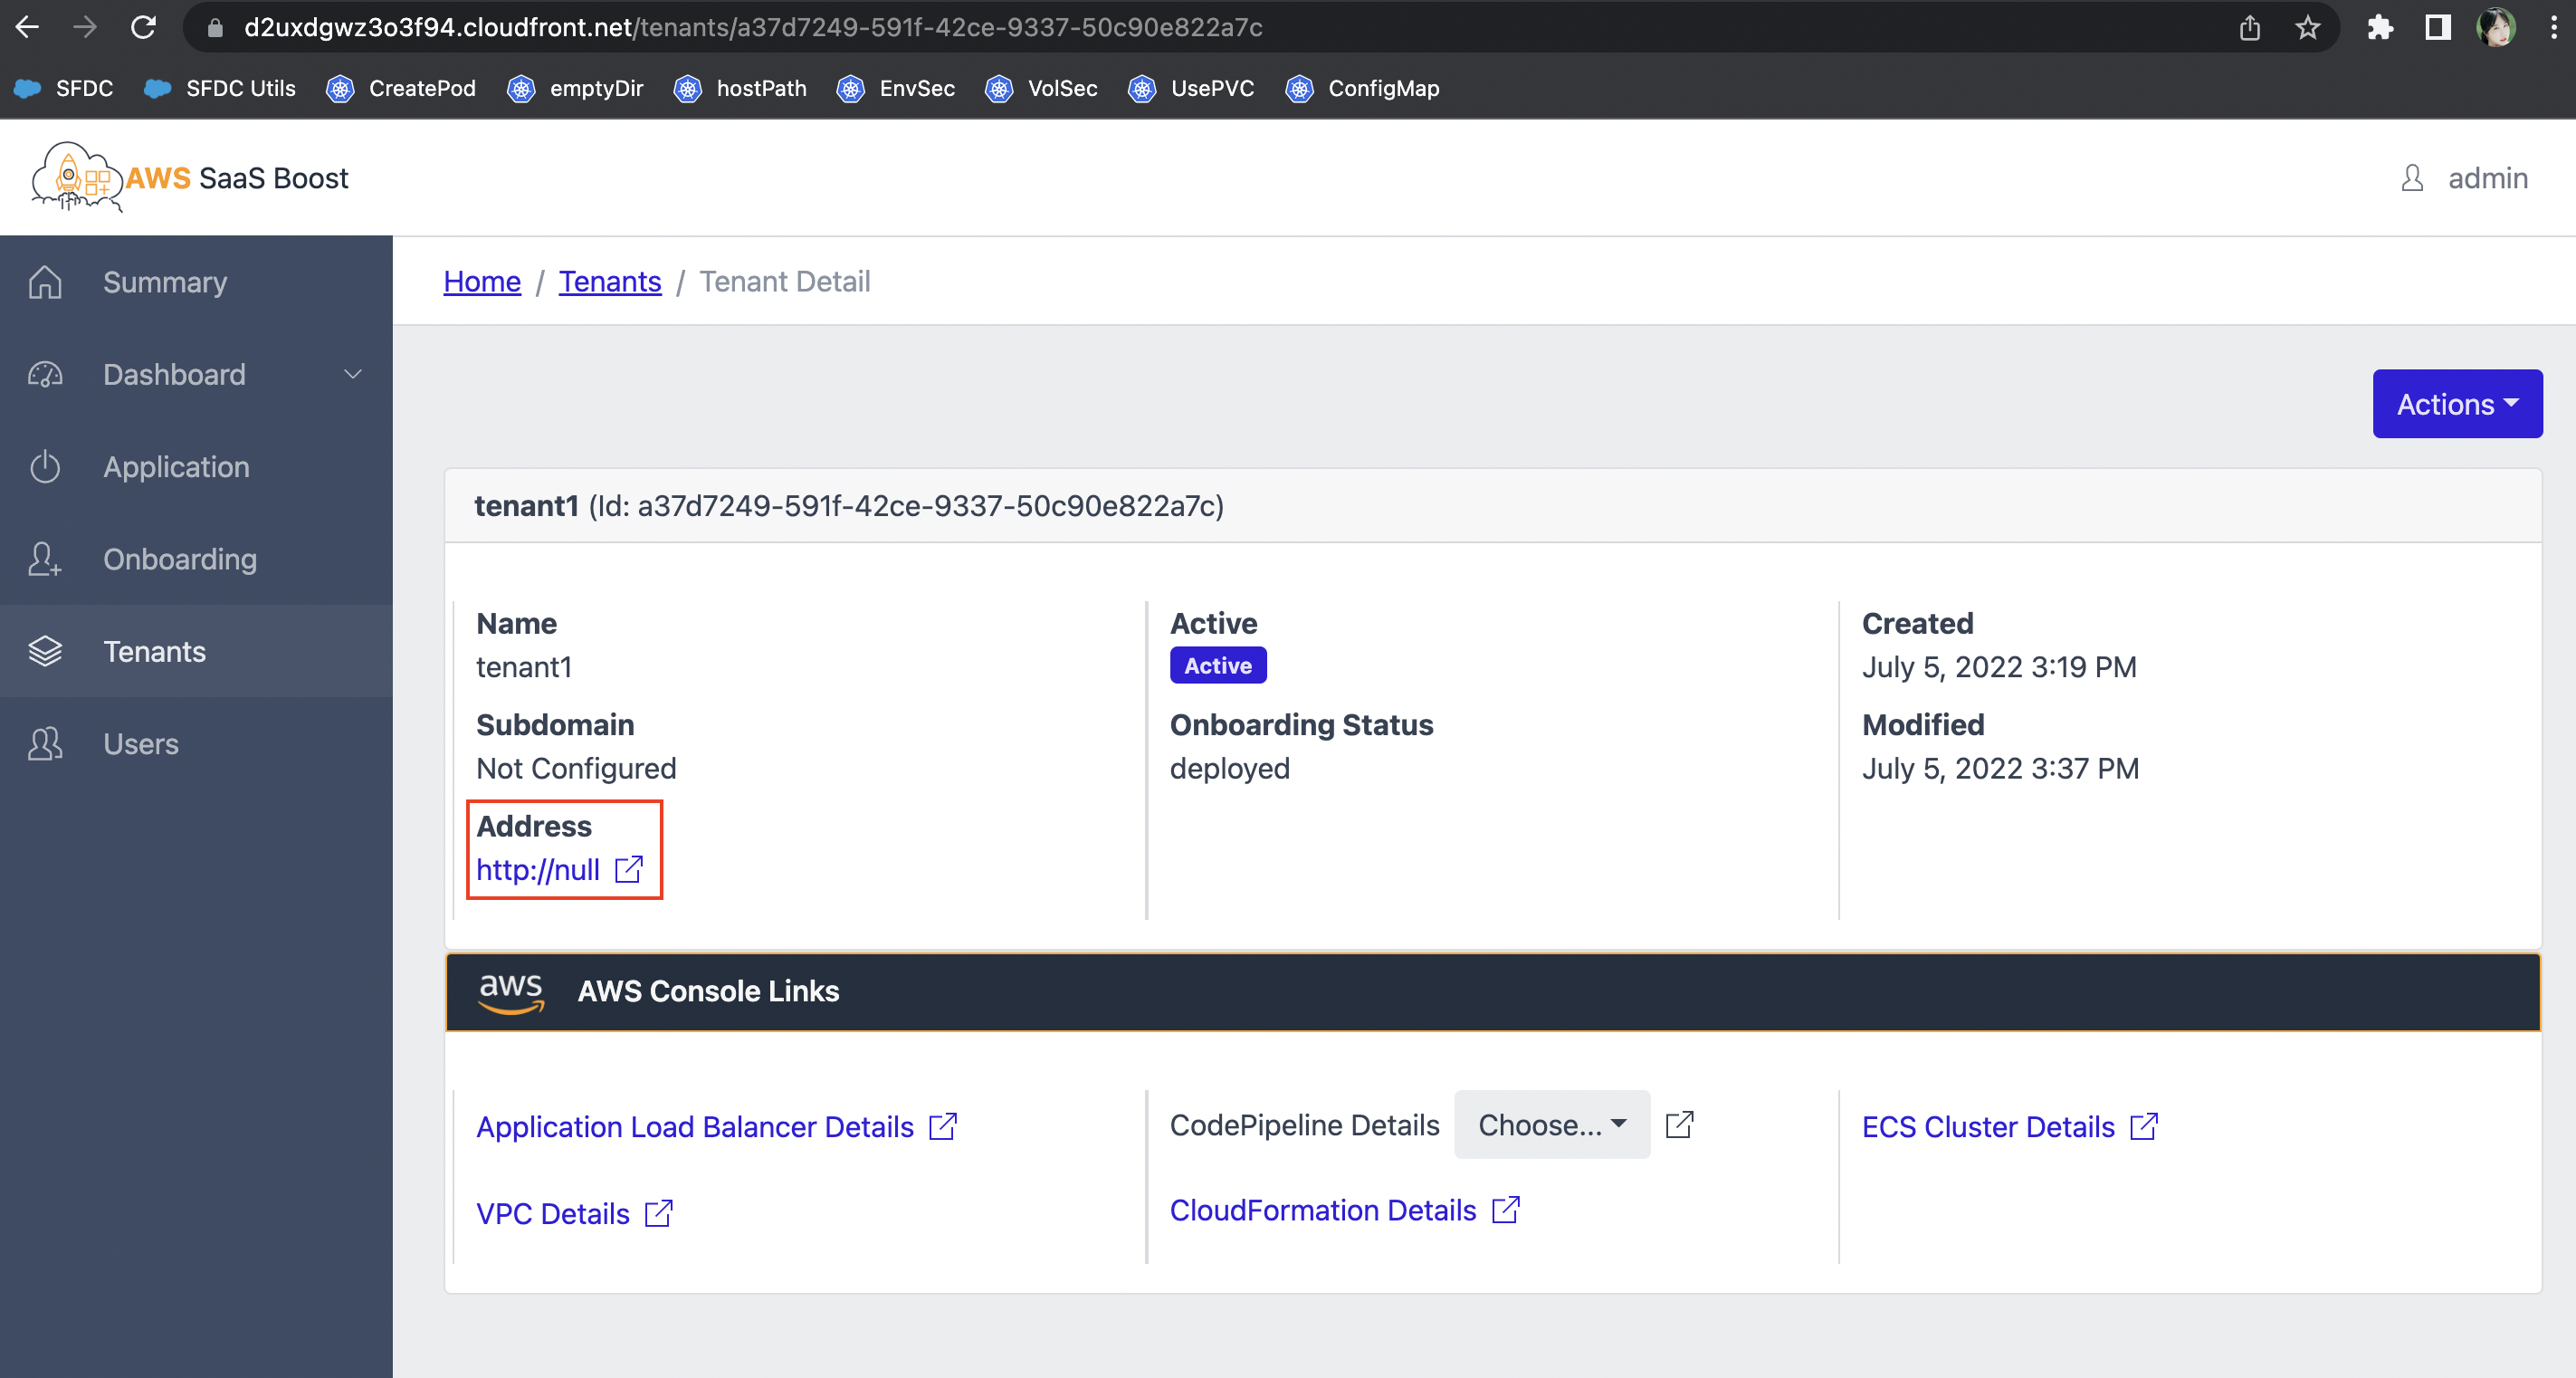 d2uxdgwz3o3f94.cloudfront.net/tenants/a37d7249-591f-42ce-9337-50c90e822a7c
SFDC SFDC Utils CreatePod emptyDir hostPath EnvSec VolSec UsePVC ConfigMap
AWS SaaS Boost
admin
Summary
Dashboard
Application
Onboarding
Tenants
Users
Home / Tenants / Tenant Detail
Actions
tenant1 (Id: a37d7249-591f-42ce-9337-50c90e822a7c)
Name
tenant1
Subdomain
Not Configured
Address
http://null
Active
Active
Onboarding Status
deployed
Created
July 5, 2022 3:19 PM
Modified
July 5, 2022 3:37 PM
aws AWS Console Links
Application Load Balancer Details
VPC Details
CodePipeline Details Choose...
CloudFormation Details
ECS Cluster Details